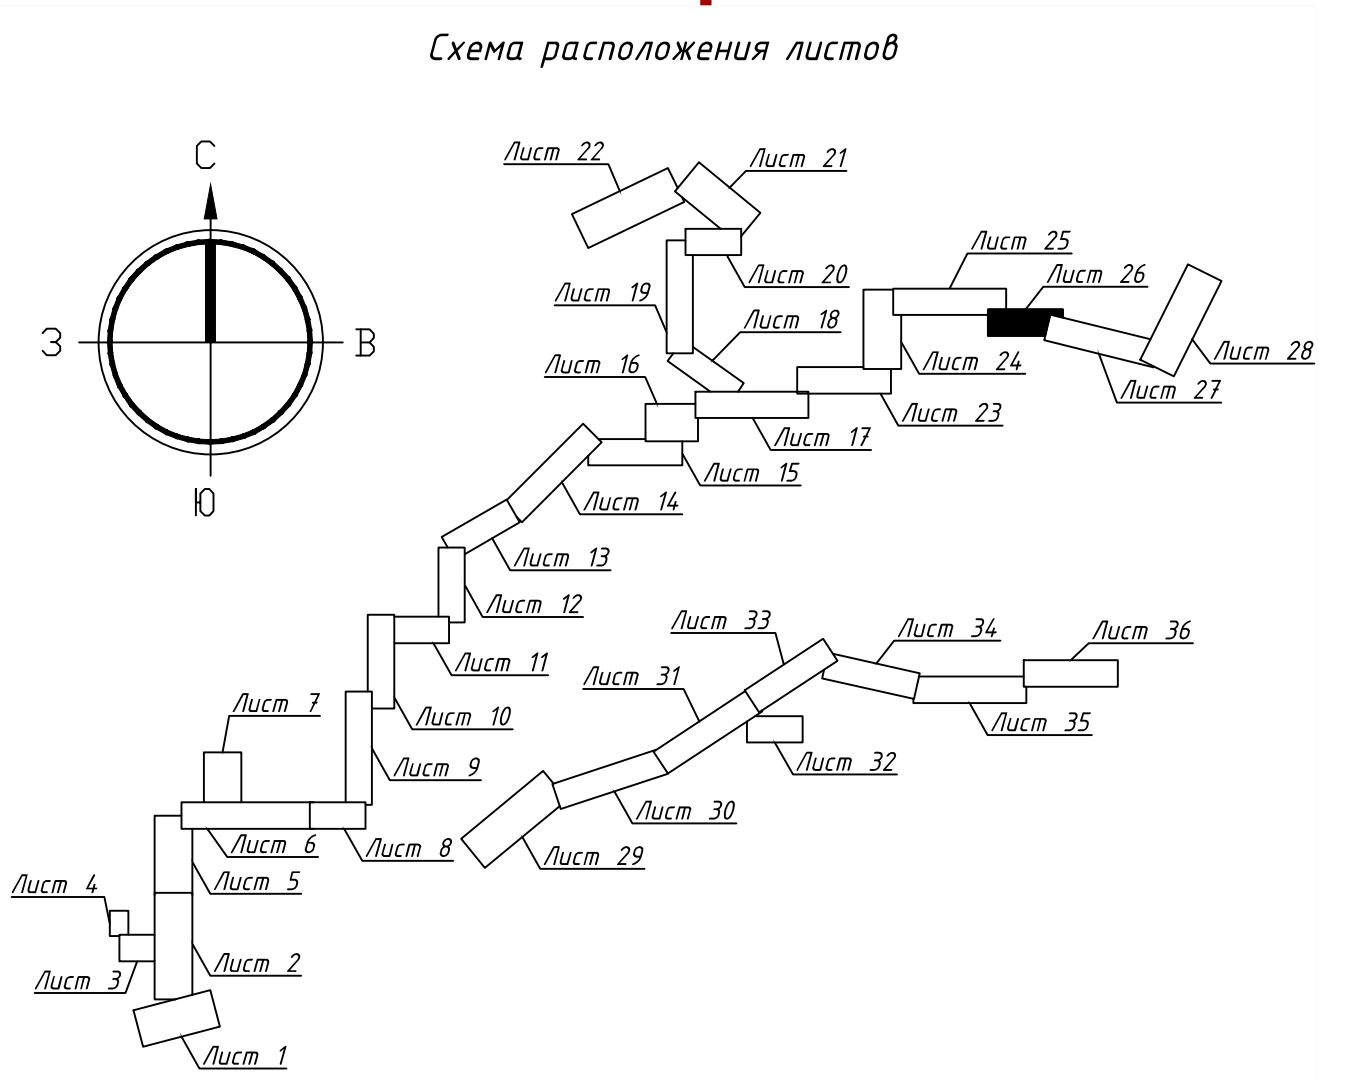 Схема расположения листов
С
З
В
Ю
Лист 22
Лист 21
Лист 20
Лист 19
Лист 18
Лист 16
Лист 17
Лист 15
Лист 14
Лист 13
Лист 12
Лист 11
Лист 10
Лист 9
Лист 7
Лист 6
Лист 8
Лист 5
Лист 4
Лист 2
Лист 3
Лист 1
Лист 25
Лист 26
Лист 28
Лист 24
Лист 27
Лист 23
Лист 33
Лист 34
Лист 36
Лист 31
Лист 35
Лист 32
Лист 30
Лист 29